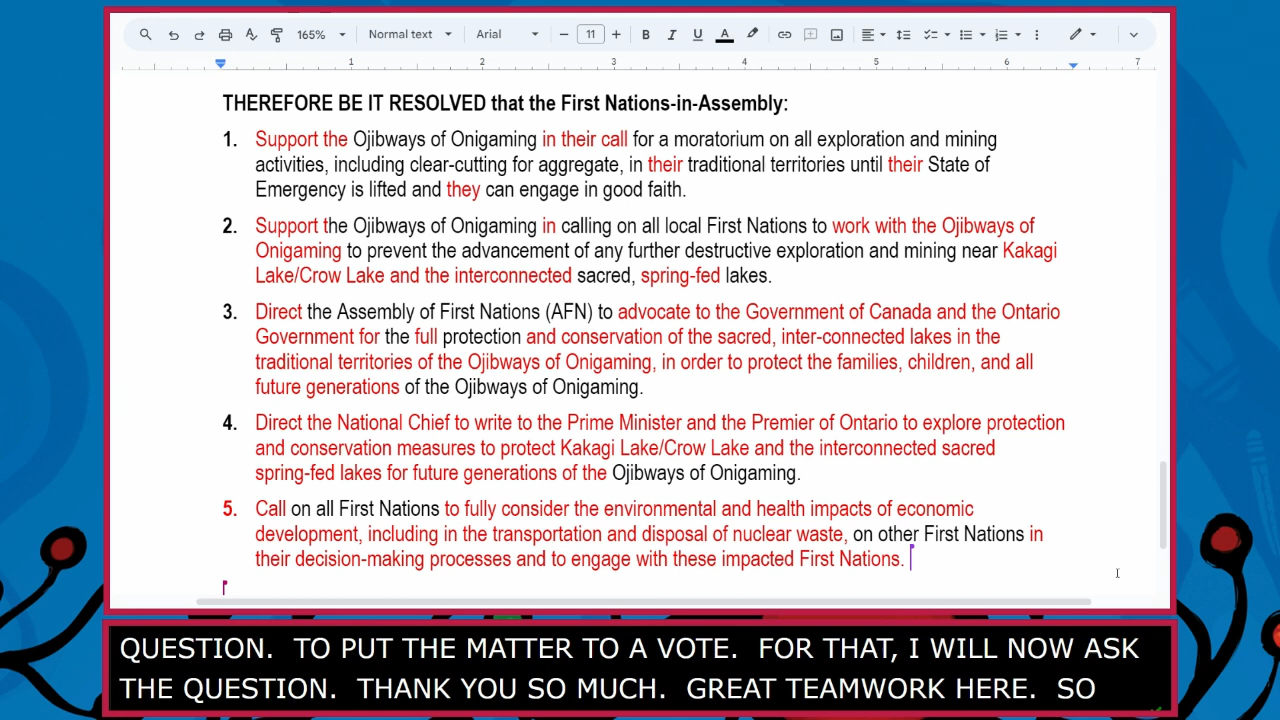 165% Normal text Arial 11 B I U A
1 2 3 4 5 6 7
THEREFORE BE IT RESOLVED that the First Nations-in-Assembly:
1. Support the Ojibways of Onigaming in their call for a moratorium on all exploration and mining
activities, including clear-cutting for aggregate, in their traditional territories until their State of
Emergency is lifted and they can engage in good faith.
2. Support the Ojibways of Onigaming in calling on all local First Nations to work with the Ojibways of
Onigaming to prevent the advancement of any further destructive exploration and mining near Kakagi
Lake/Crow Lake and the interconnected sacred, spring-fed lakes.
3. Direct the Assembly of First Nations (AFN) to advocate to the Government of Canada and the Ontario
Government for the full protection and conservation of the sacred, inter-connected lakes in the
traditional territories of the Ojibways of Onigaming, in order to protect the families, children, and all
future generations of the Ojibways of Onigaming.
4. Direct the National Chief to write to the Prime Minister and the Premier of Ontario to explore protection
and conservation measures to protect Kakagi Lake/Crow Lake and the interconnected sacred
spring-fed lakes for future generations of the Ojibways of Onigaming.
5. Call on all First Nations to fully consider the environmental and health impacts of economic
development, including in the transportation and disposal of nuclear waste, on other First Nations in
their decision-making processes and to engage with these impacted First Nations.
QUESTION. TO PUT THE MATTER TO A VOTE. FOR THAT, I WILL NOW ASK
THE QUESTION. THANK YOU SO MUCH. GREAT TEAMWORK HERE. SO